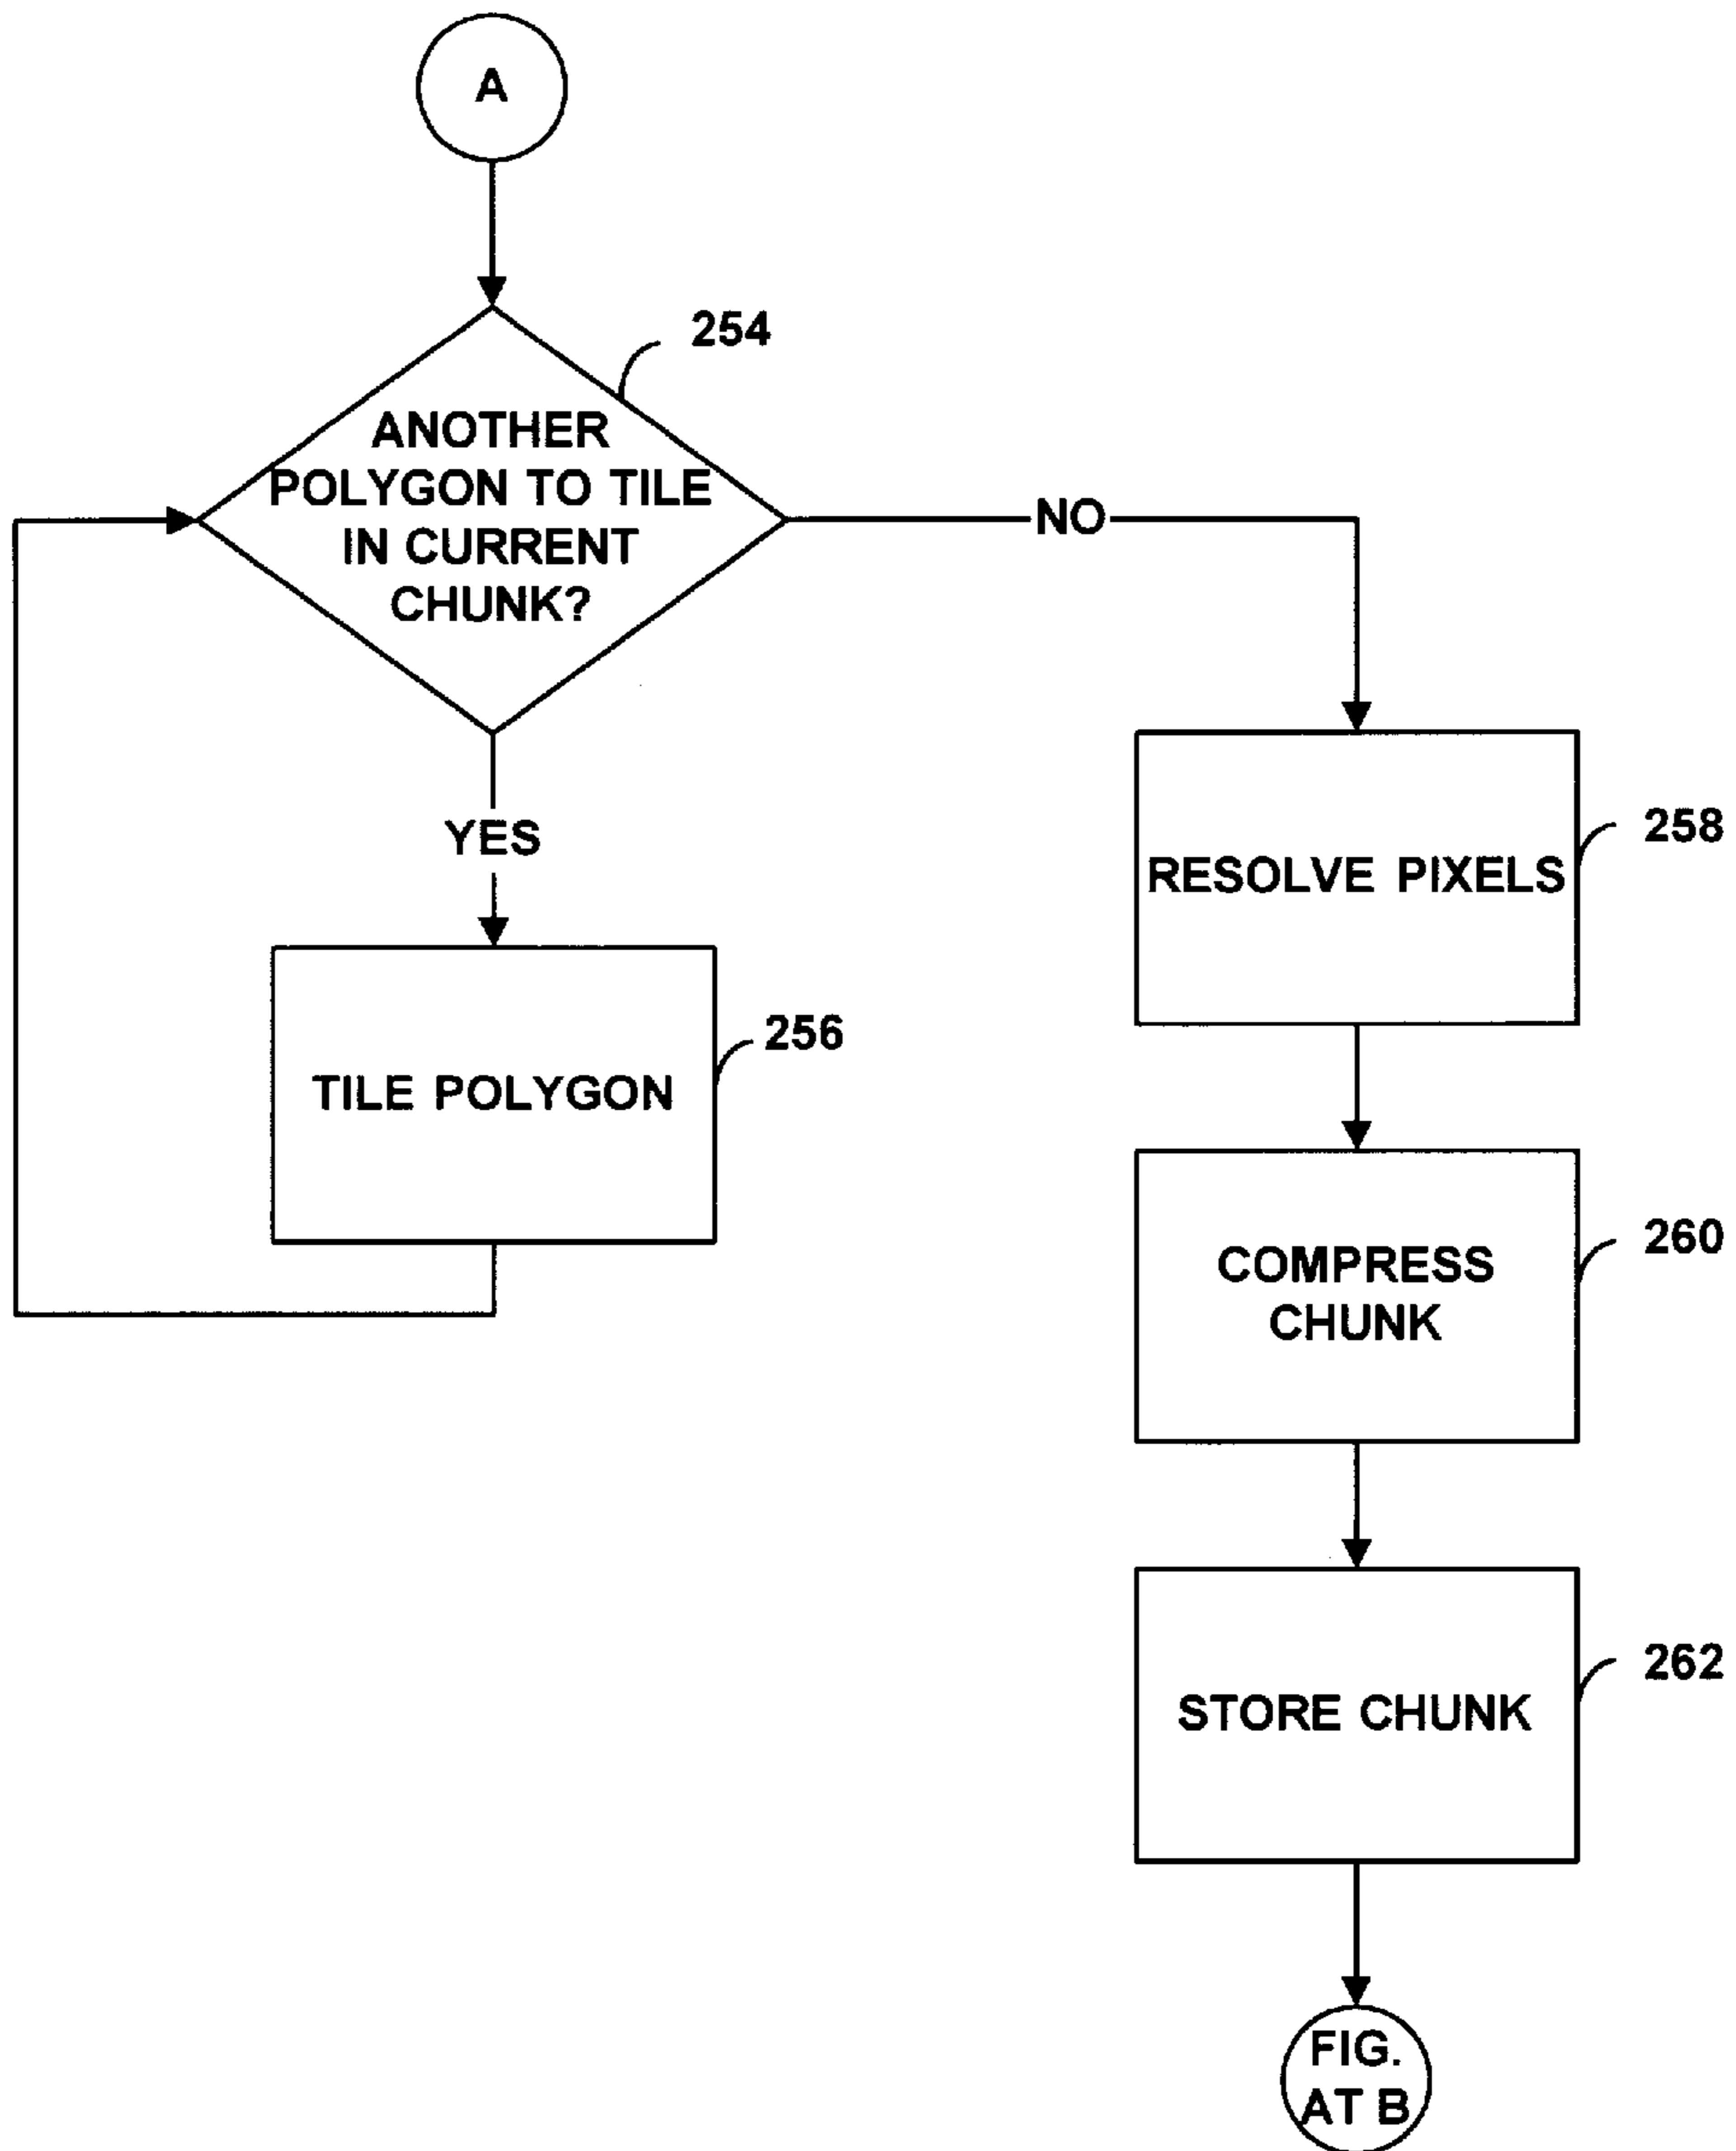 A
254
ANOTHER
POLYGON TO TILE
IN CURRENT
CHUNK?
NO
YES
258
RESOLVE PIXELS
256
TILE POLYGON
260
COMPRESS
CHUNK
262
STORE CHUNK
FIG.
AT B